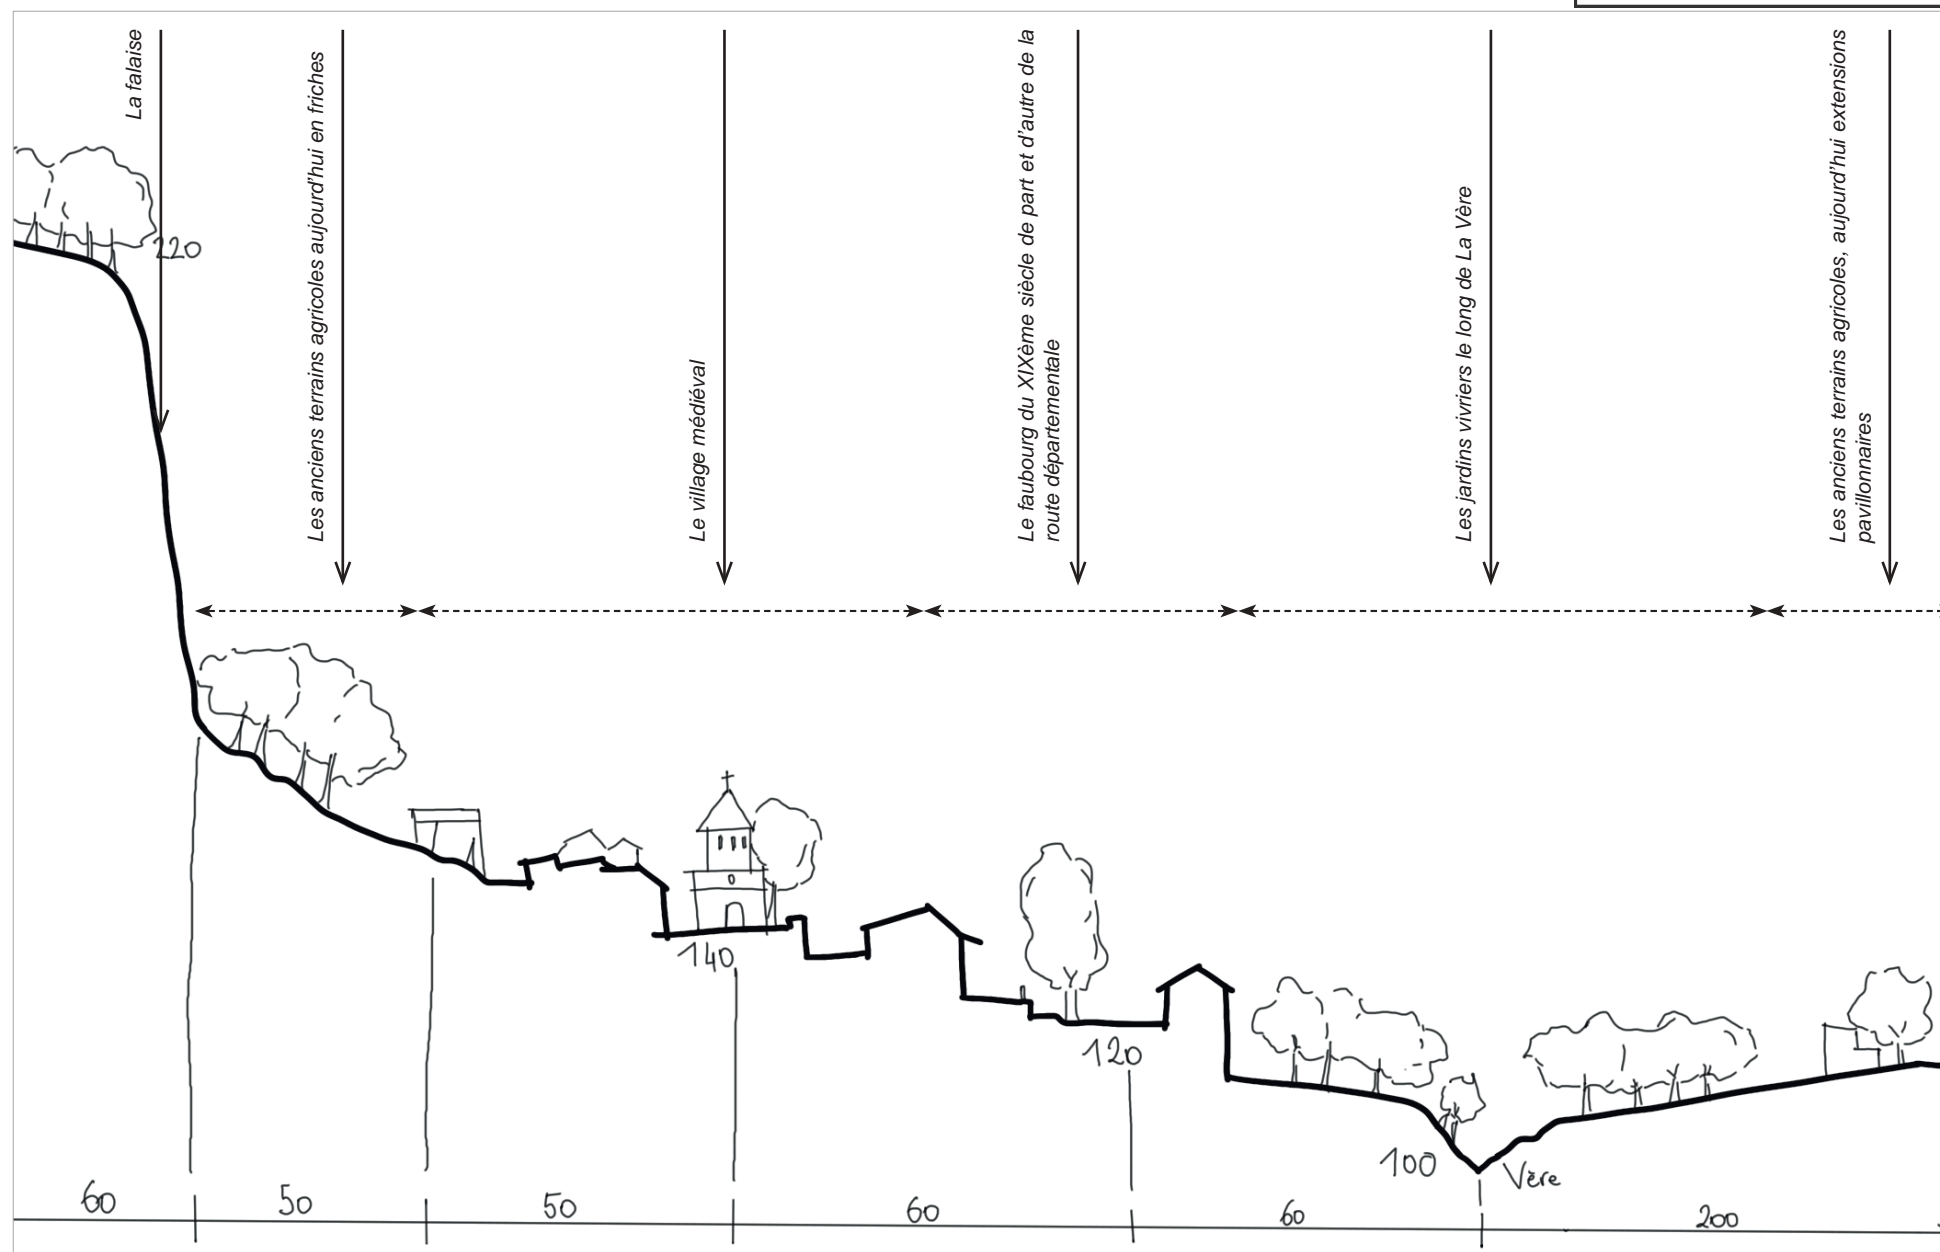 La falaise
Les anciens terrains agricoles aujourd'hui en friches
Le village médiéval
Le faubourg du XIXème siècle de part et d'autre de la
route départementale
Les jardins vivriers le long de La Vère
Les anciens terrains agricoles, aujourd'hui extensions
pavillonnaires
220
140
120
100
Vère
60
50
50
60
60
200